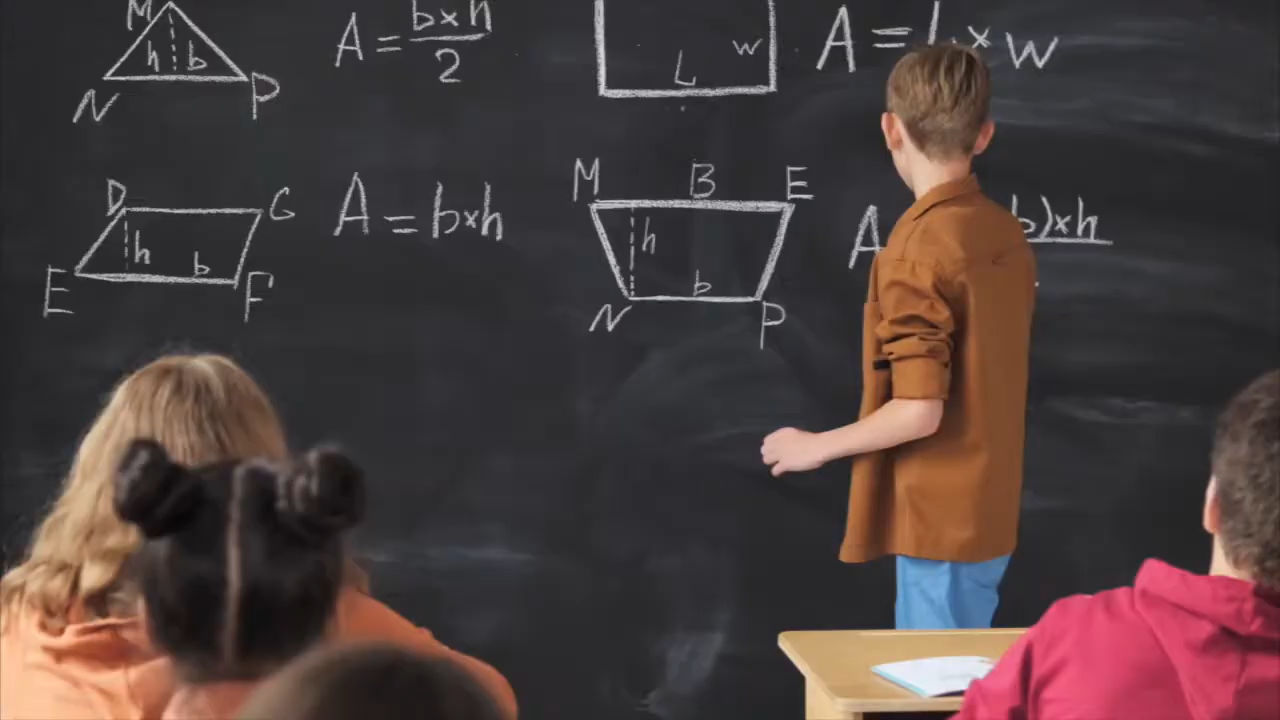 M
h b
N P
A = b×h
2
w
L
A = L×w
D G
h
b
E F
A = b×h
M B E
h
b
N P
A
b)×h